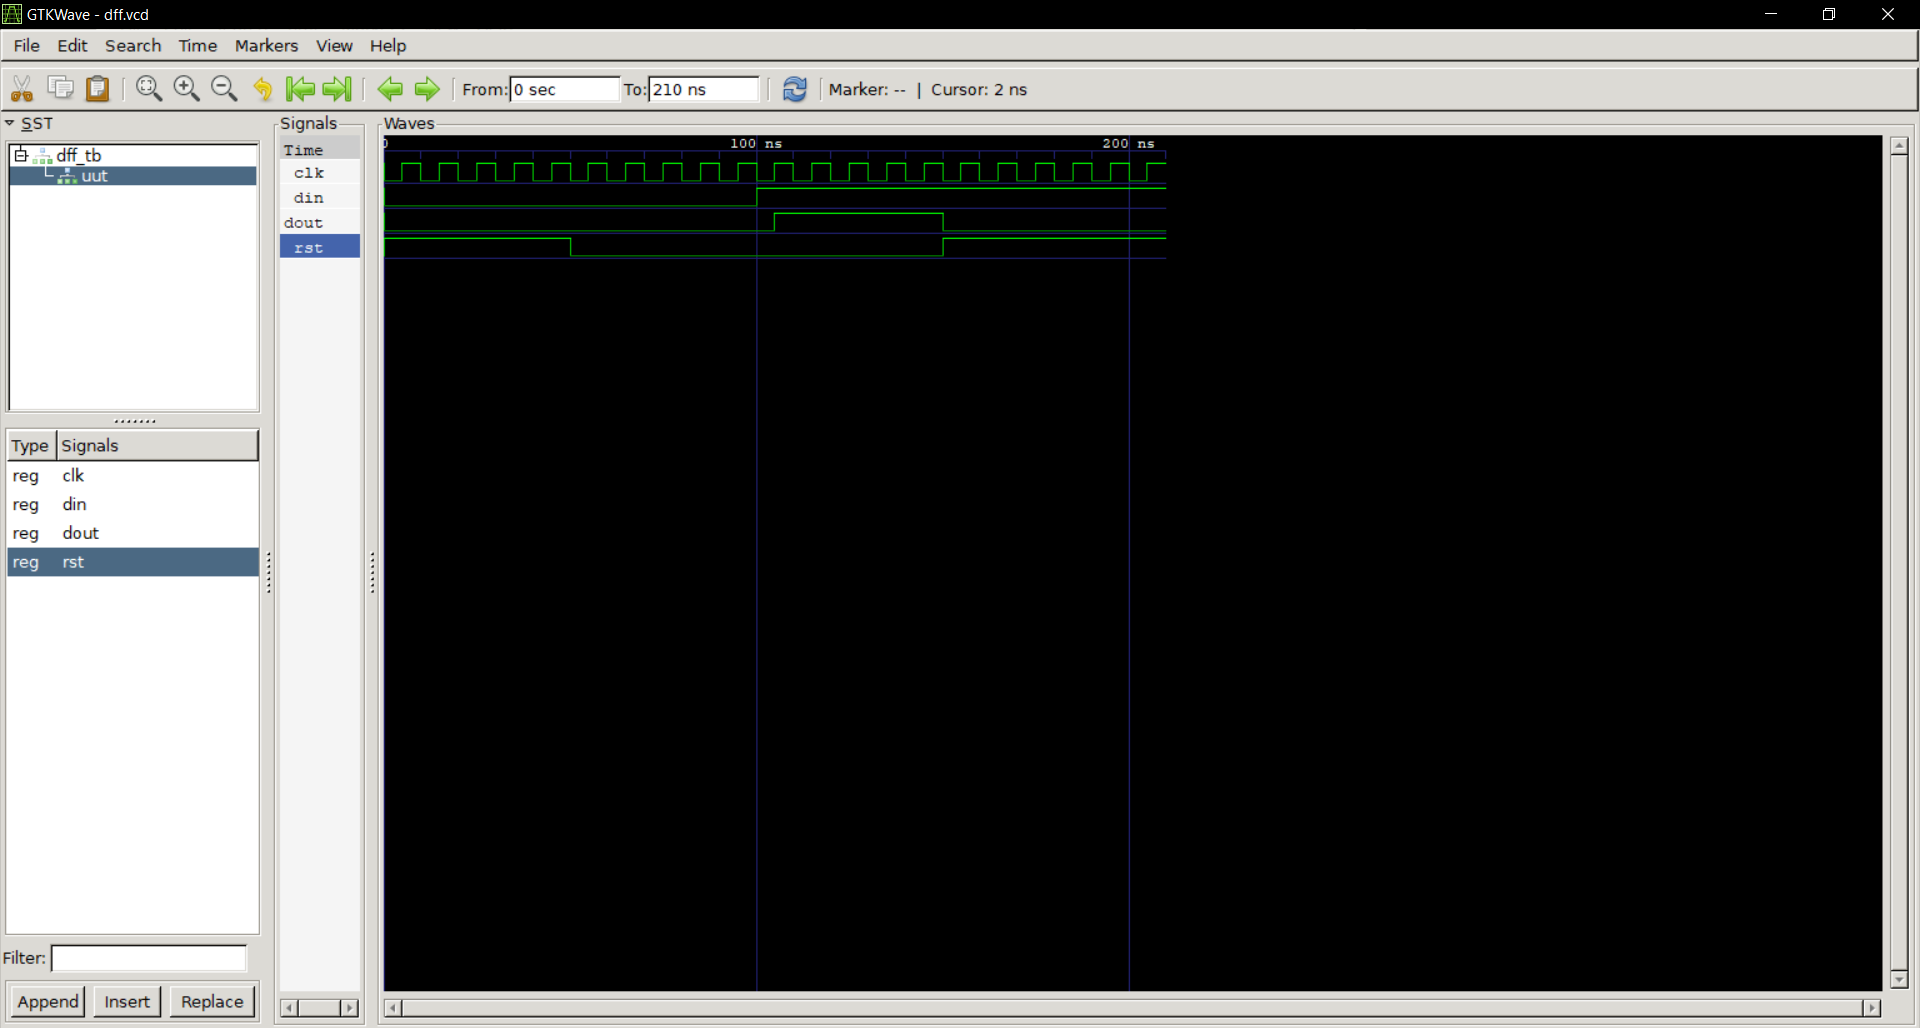 GTKWave - dff.vcd
File Edit Search Time Markers View Help
From: 0 sec To: 210 ns Marker: -- | Cursor: 2 ns
SST
dff_tb
uut
Type Signals
reg clk
reg din
reg dout
reg rst
Filter:
Append Insert Replace
Signals
Time
clk
din
dout
rst
Waves
0 100 ns 200 ns